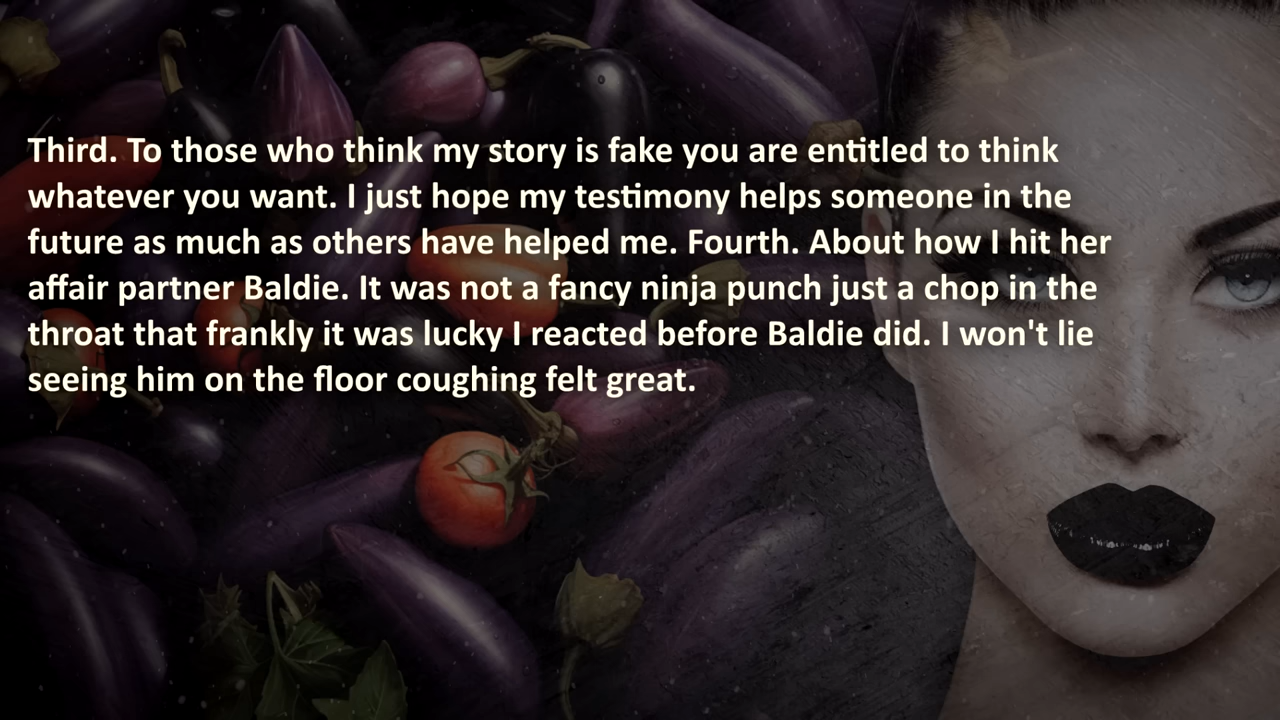 Third. To those who think my story is fake you are entitled to think
whatever you want. I just hope my testimony helps someone in the
future as much as others have helped me. Fourth. About how I hit her
affair partner Baldie. It was not a fancy ninja punch just a chop in the
throat that frankly it was lucky I reacted before Baldie did. I won't lie
seeing him on the floor coughing felt great.